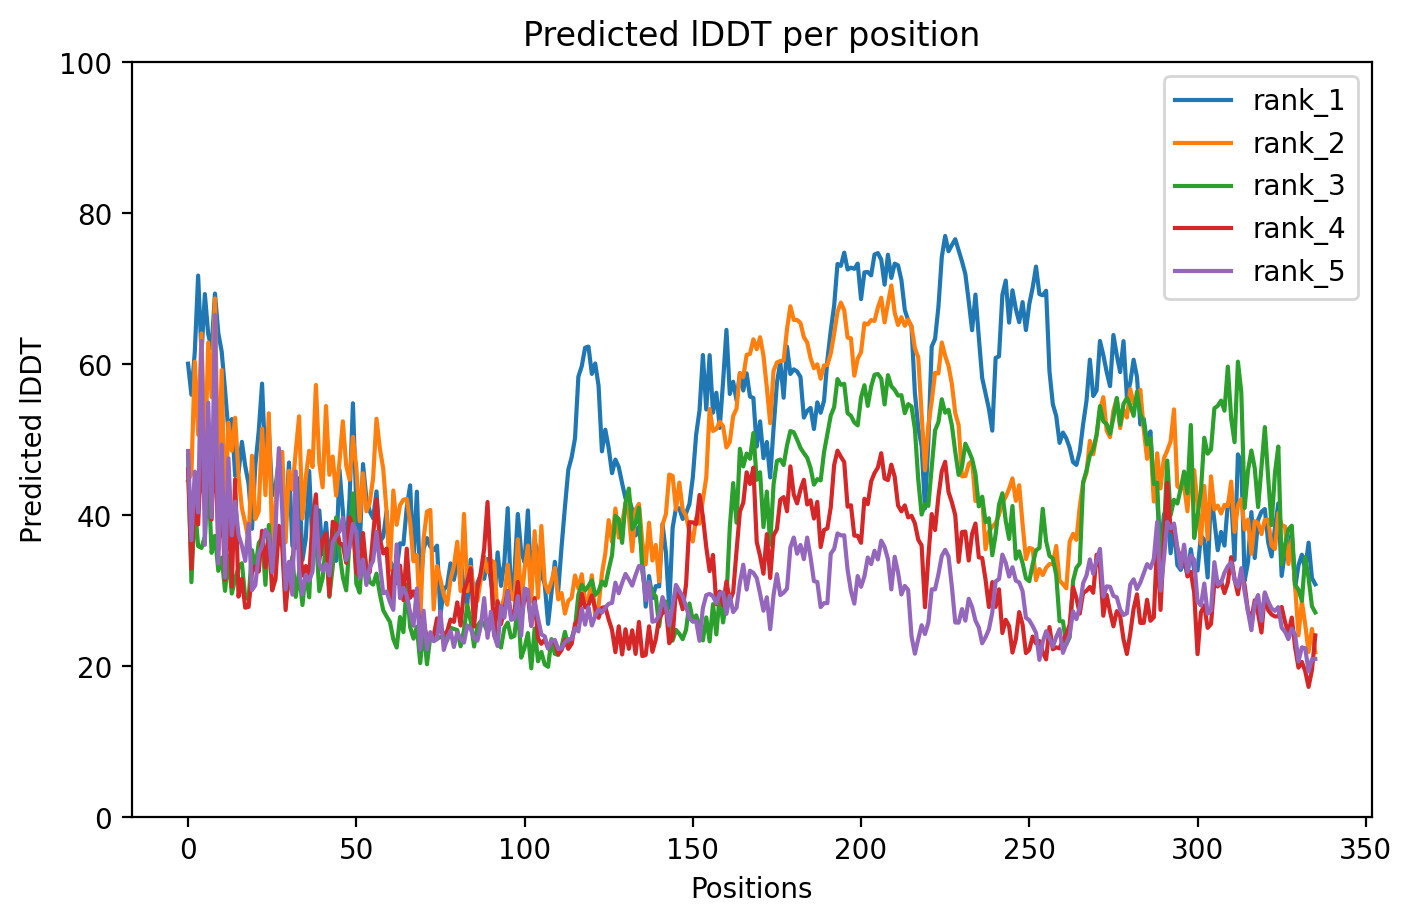 Predicted lDDT per position
100
80
60
40
20
0
Predicted lDDT
rank_1
rank_2
rank_3
rank_4
rank_5
0 50 100 150 200 250 300 350
Positions